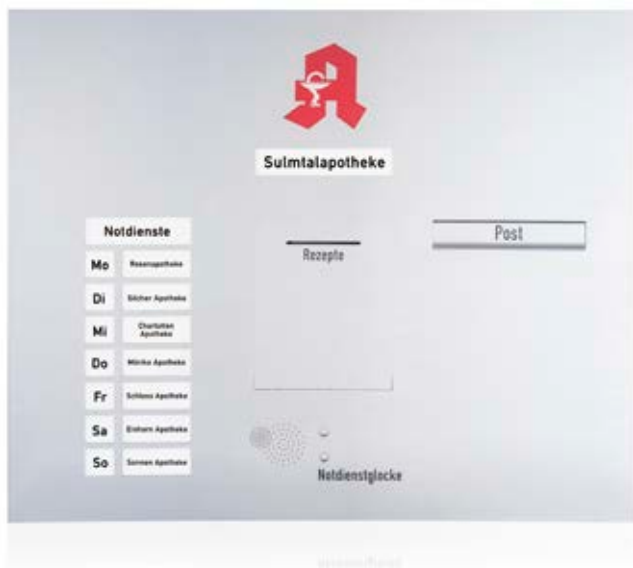 Sulmtalapotheke
Notdienste
Mo Rosenapotheke
Di Silcher Apotheke
Mi Charlotten
Apotheke
Do Mörike Apotheke
Fr Schloss Apotheke
Sa Einhorn Apotheke
So Sonnen Apotheke
Rezepte
Post
Notdienstglocke